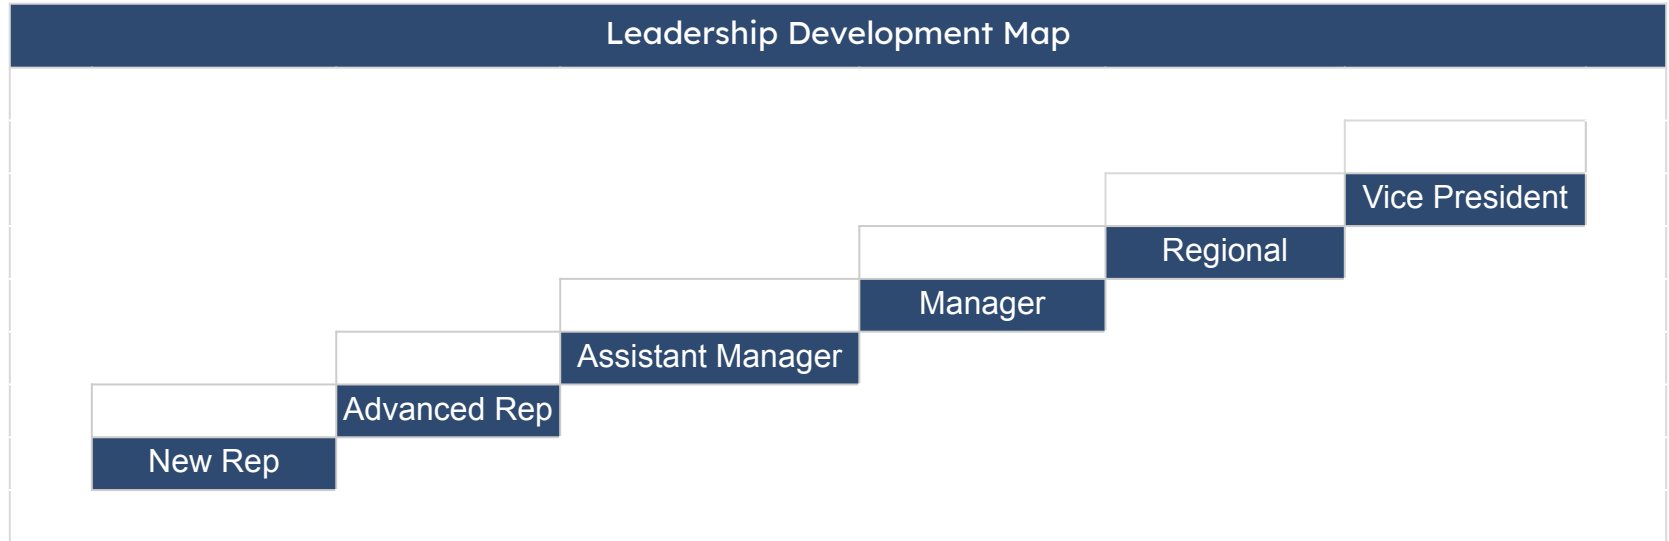 Leadership Development Map
Vice President
Regional
Manager
Assistant Manager
Advanced Rep
New Rep